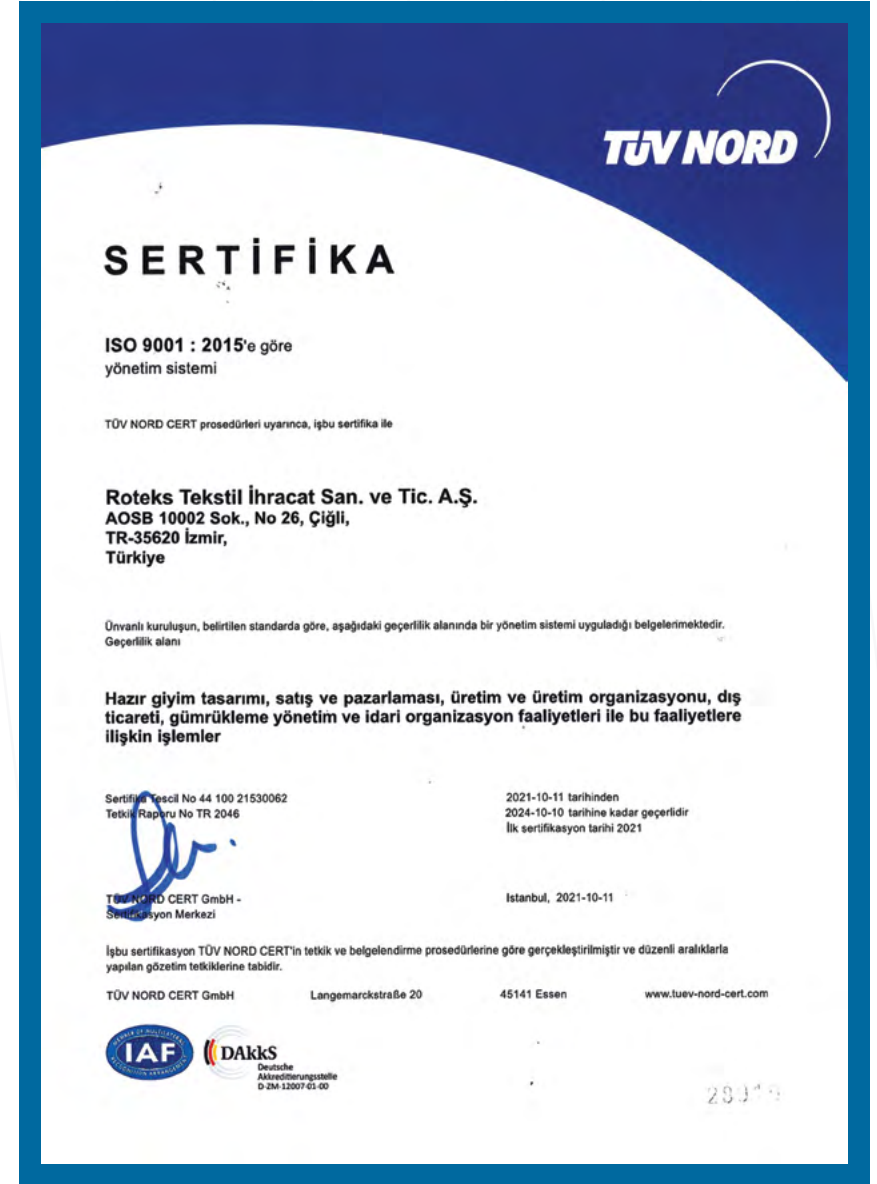 TÜV NORD
SERTİFİKA
ISO 9001 : 2015'e göre
yönetim sistemi
TÜV NORD CERT prosedürleri uyarınca, işbu sertifika ile
Roteks Tekstil İhracat San. ve Tic. A.Ş.
AOSB 10002 Sok., No 26, Çiğli,
TR-35620 İzmir,
Türkiye
Ünvanlı kuruluşun, belirtilen standarda göre, aşağıdaki geçerlilik alanında bir yönetim sistemi uyguladığı belgelenmektedir.
Geçerlilik alanı
Hazır giyim tasarımı, satış ve pazarlaması, üretim ve üretim organizasyonu, dış
ticareti, gümrükleme yönetim ve idari organizasyon faaliyetleri ile bu faaliyetlere
ilişkin işlemler
Sertifika Tescil No 44 100 21530062
Tetkik Raporu No TR 2046
2021-10-11 tarihinden
2024-10-10 tarihine kadar geçerlidir
İlk sertifikasyon tarihi 2021
TÜV NORD CERT GmbH -
Sertifikasyon Merkezi
Istanbul, 2021-10-11
İşbu sertifikasyon TÜV NORD CERT'in tetkik ve belgelendirme prosedürlerine göre gerçekleştirilmiştir ve düzenli aralıklarla
yapılan gözetim tetkiklerine tabidir.
TÜV NORD CERT GmbH Langemarckstraße 20 45141 Essen www.tuev-nord-cert.com
MEMBER OF MULTILATERAL
IAF
RECOGNITION ARRANGEMENT
DAkkS
Deutsche
Akkreditierungsstelle
D-ZM-12007-01-00